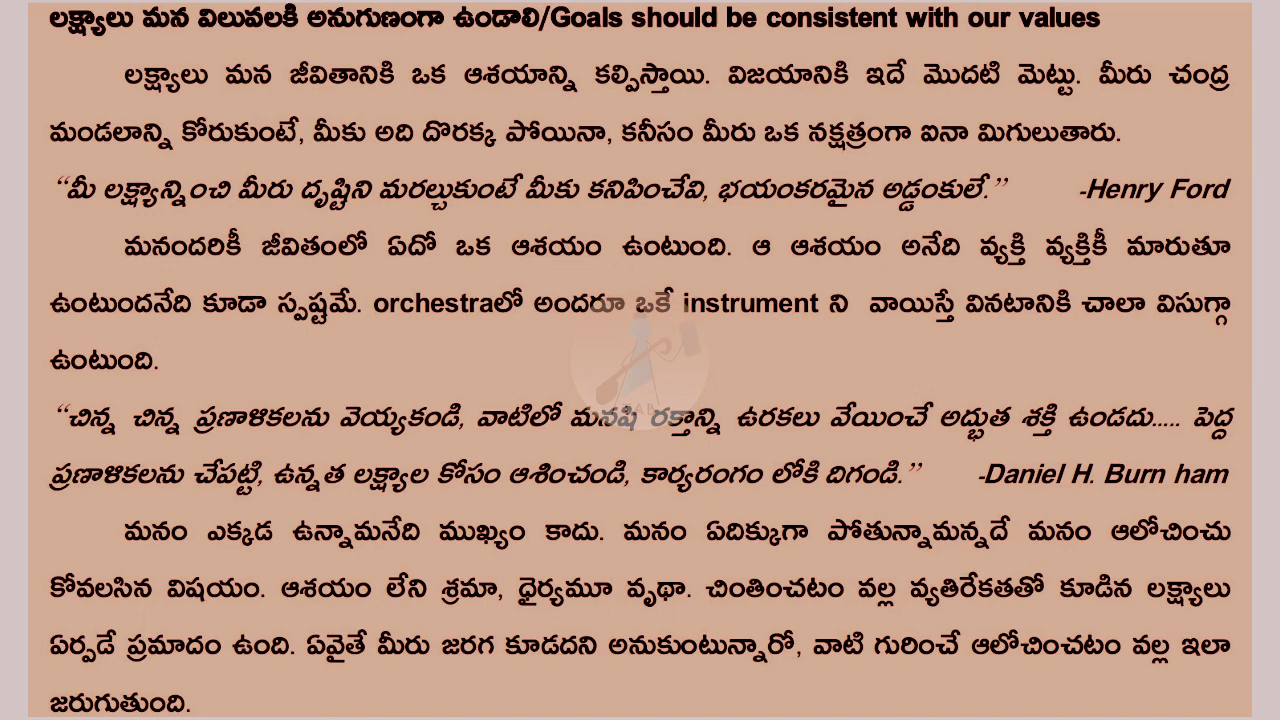 లక్ష్యాలు మన విలువలకి అనుగుణంగా ఉండాలి/Goals should be consistent with our values
లక్ష్యాలు మన జీవితానికి ఒక ఆశయాన్ని కల్పిస్తాయి. విజయానికి ఇదే మొదటి మెట్టు. మీరు చంద్ర
మండలాన్ని కోరుకుంటే, మీకు అది దొరక్క పోయినా, కనీసం మీరు ఒక నక్షత్రంగా ఐనా మిగులుతారు.
“మీ లక్ష్యాన్నించి మీరు దృష్టిని మరల్చుకుంటే మీకు కనిపించేవి, భయంకరమైన అడ్డంకులే.” -Henry Ford
మనందరికీ జీవితంలో ఏదో ఒక ఆశయం ఉంటుంది. ఆ ఆశయం అనేది వ్యక్తి వ్యక్తికీ మారుతూ
ఉంటుందనేది కూడా స్పష్టమే. orchestraలో అందరూ ఒకే instrument ని వాయిస్తే వినటానికి చాలా విసుగ్గా
ఉంటుంది.
“చిన్న చిన్న ప్రణాళికలను వెయ్యకండి, వాటిలో మనషి రక్తాన్ని ఉరకలు వేయించే అద్భుత శక్తి ఉండదు..... పెద్ద
ప్రణాళికలను చేపట్టి, ఉన్నత లక్ష్యాల కోసం ఆశించండి, కార్యరంగం లోకి దిగండి.” -Daniel H. Burn ham
మనం ఎక్కడ ఉన్నామనేది ముఖ్యం కాదు. మనం ఏదిక్కుగా పోతున్నామన్నదే మనం ఆలోచించు
కోవలసిన విషయం. ఆశయం లేని శ్రమా, ధైర్యమూ వృథా. చింతించటం వల్ల వ్యతిరేకతతో కూడిన లక్ష్యాలు
ఏర్పడే ప్రమాదం ఉంది. ఏవైతే మీరు జరగ కూడదని అనుకుంటున్నారో, వాటి గురించే ఆలోచించటం వల్ల ఇలా
జరుగుతుంది.